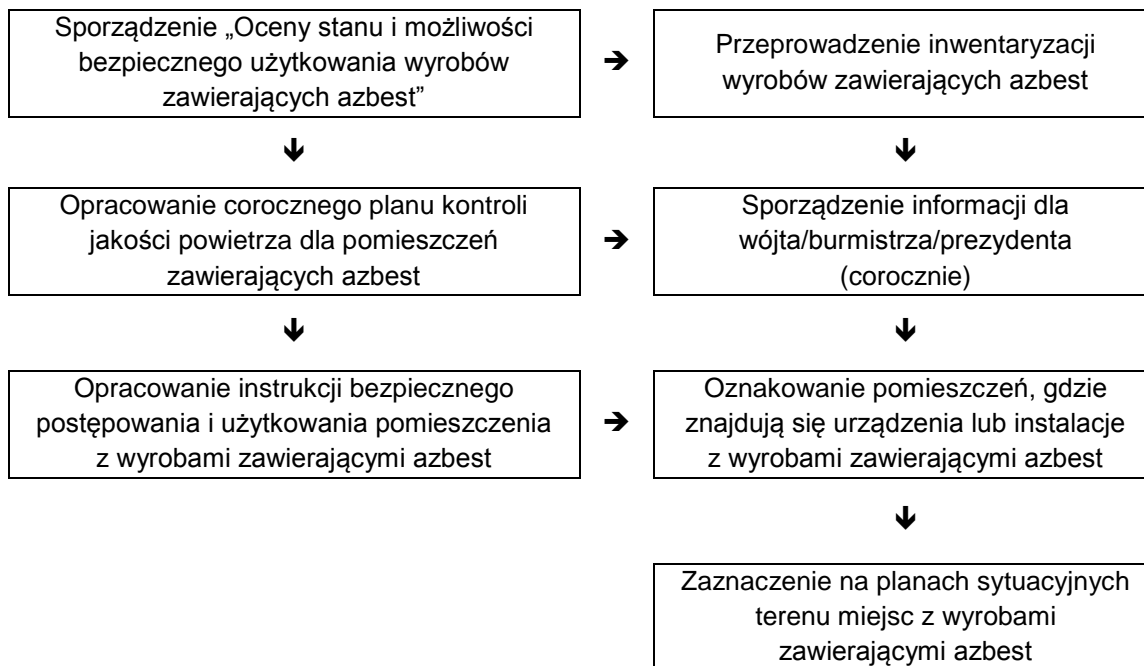 Sporządzenie „Oceny stanu i możliwości
bezpiecznego użytkowania wyrobów
zawierających azbest”
➔
Przeprowadzenie inwentaryzacji
wyrobów zawierających azbest
Opracowanie corocznego planu kontroli
jakości powietrza dla pomieszczeń
zawierających azbest
➔
Sporządzenie informacji dla
wójta/burmistrza/prezydenta
(corocznie)
Opracowanie instrukcji bezpiecznego
postępowania i użytkowania pomieszczenia
z wyrobami zawierającymi azbest
➔
Oznakowanie pomieszczeń, gdzie
znajdują się urządzenia lub instalacje
z wyrobami zawierającymi azbest
Zaznaczenie na planach sytuacyjnych
terenu miejsc z wyrobami
zawierającymi azbest